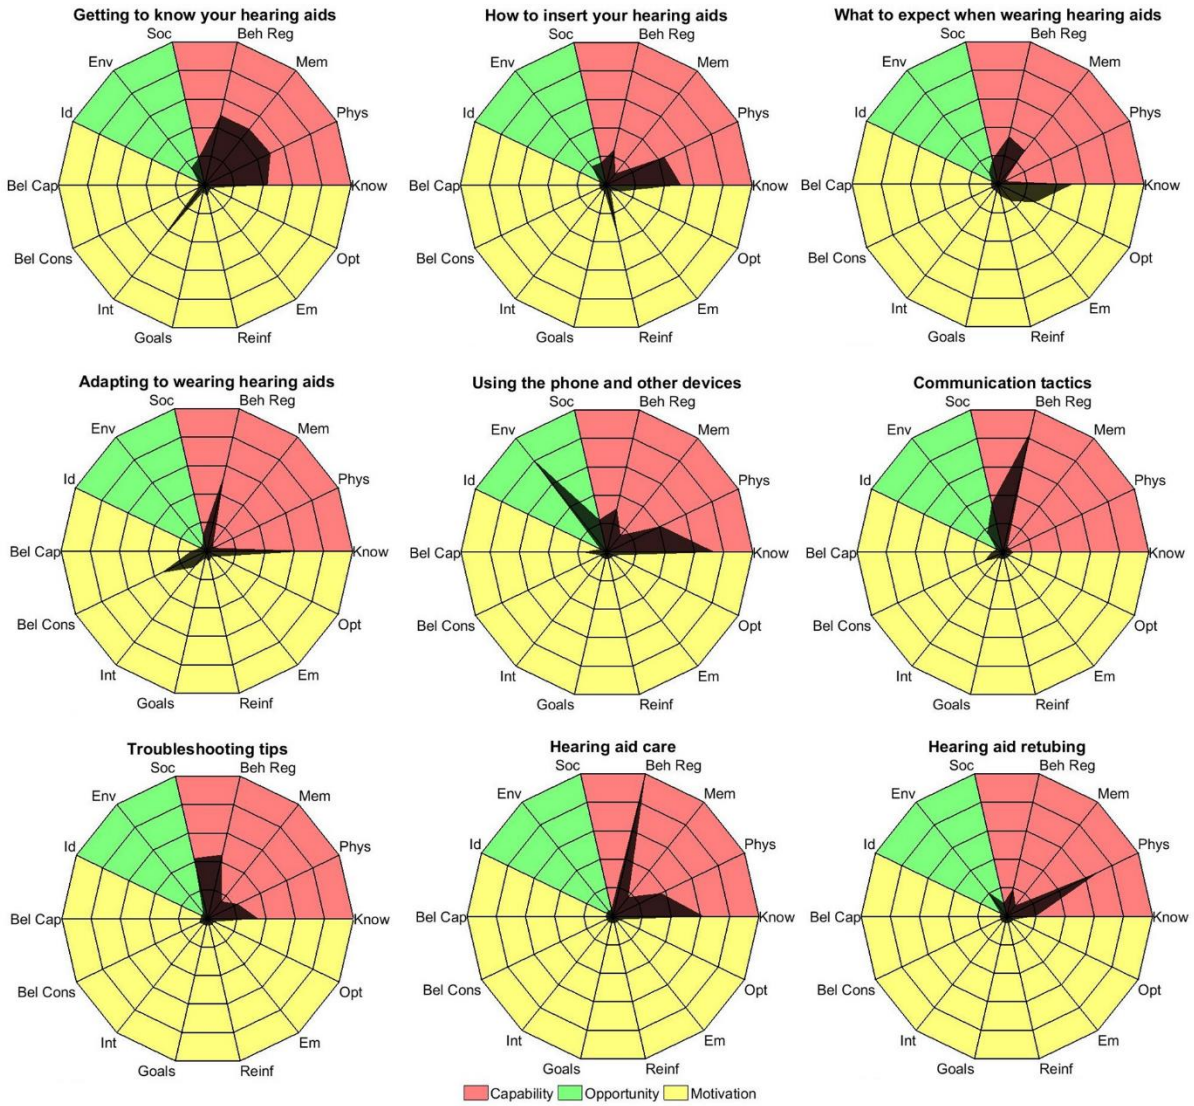 Getting to know your hearing aids
Soc
Beh Reg
Env
Mem
Id
Phys
Bel Cap
Know
Bel Cons
Opt
Int
Em
Goals
Reinf
How to insert your hearing aids
Soc
Beh Reg
Env
Mem
Id
Phys
Bel Cap
Know
Bel Cons
Opt
Int
Em
Goals
Reinf
What to expect when wearing hearing aids
Soc
Beh Reg
Env
Mem
Id
Phys
Bel Cap
Know
Bel Cons
Opt
Int
Em
Goals
Reinf
Adapting to wearing hearing aids
Soc
Beh Reg
Env
Mem
Id
Phys
Bel Cap
Know
Bel Cons
Opt
Int
Em
Goals
Reinf
Using the phone and other devices
Soc
Beh Reg
Env
Mem
Id
Phys
Bel Cap
Know
Bel Cons
Opt
Int
Em
Goals
Reinf
Communication tactics
Soc
Beh Reg
Env
Mem
Id
Phys
Bel Cap
Know
Bel Cons
Opt
Int
Em
Goals
Reinf
Troubleshooting tips
Soc
Beh Reg
Env
Mem
Id
Phys
Bel Cap
Know
Bel Cons
Opt
Int
Em
Goals
Reinf
Hearing aid care
Soc
Beh Reg
Env
Mem
Id
Phys
Bel Cap
Know
Bel Cons
Opt
Int
Em
Goals
Reinf
Hearing aid retubing
Soc
Beh Reg
Env
Mem
Id
Phys
Bel Cap
Know
Bel Cons
Opt
Int
Em
Goals
Reinf
Capability Opportunity Motivation